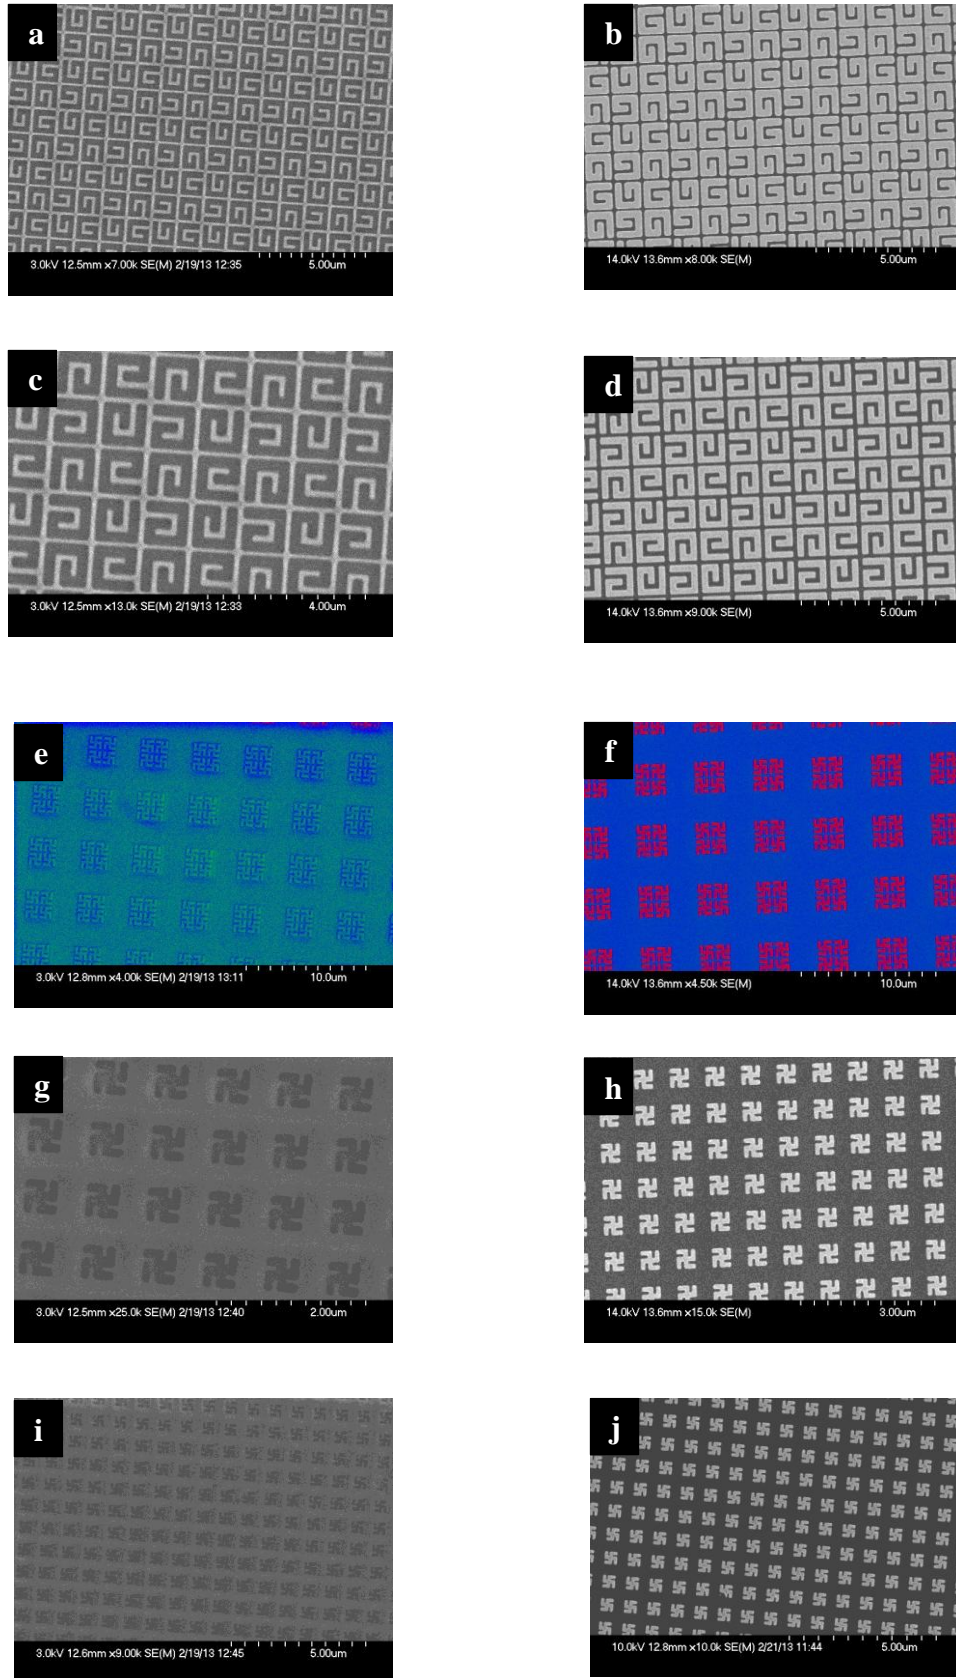 a
b
3.0kV 12.5mm x7.00k SE(M) 2/19/13 12:35 5.00um
14.0kV 13.6mm x8.00k SE(M) 5.00um
c
d
3.0kV 12.5mm x13.0k SE(M) 2/19/13 12:33 4.00um
14.0kV 13.6mm x9.00k SE(M) 5.00um
e
f
3.0kV 12.8mm x4.00k SE(M) 2/19/13 13:11 10.0um
14.0kV 13.6mm x4.50k SE(M) 10.0um
g
h
3.0kV 12.5mm x25.0k SE(M) 2/19/13 12:40 2.00um
14.0kV 13.6mm x15.0k SE(M) 3.00um
i
j
3.0kV 12.6mm x9.00k SE(M) 2/19/13 12:45 5.00um
10.0kV 12.8mm x10.0k SE(M) 2/21/13 11:44 5.00um